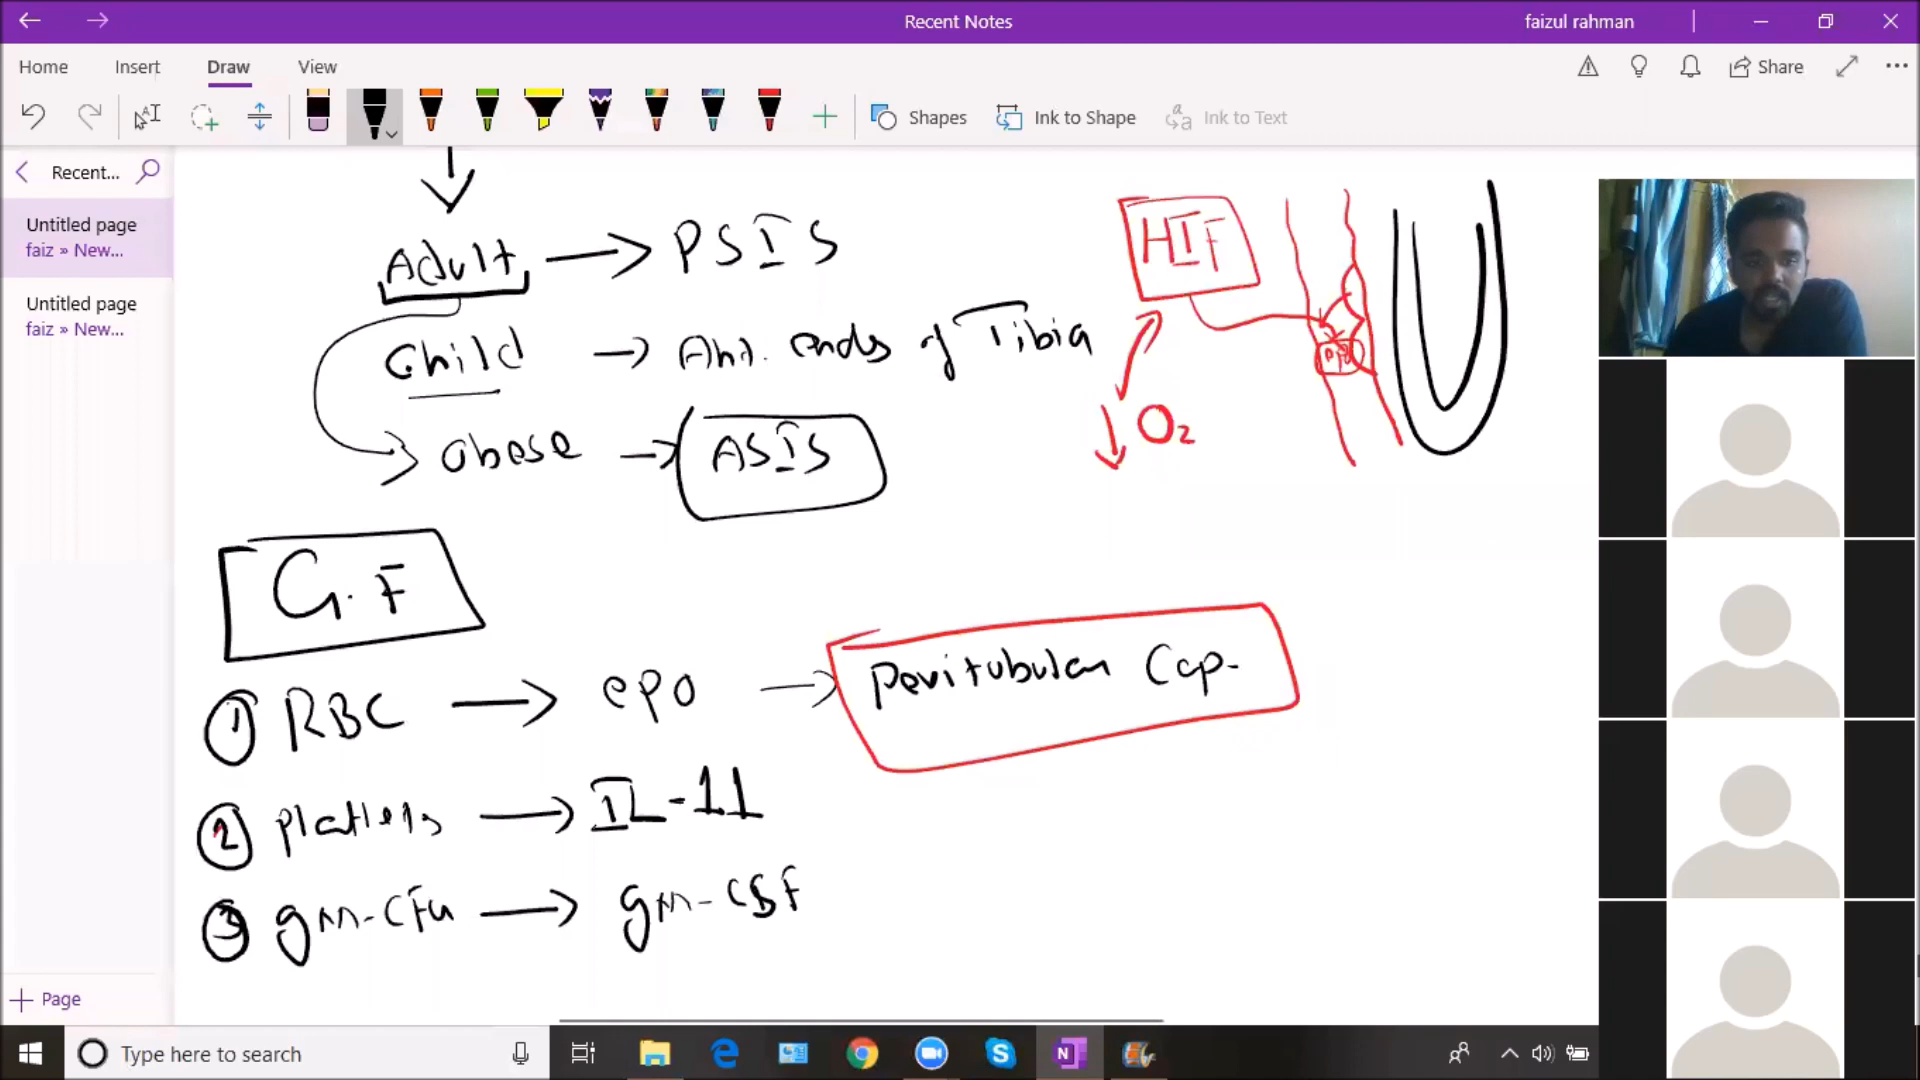 Recent Notes
faizul rahman
Home Insert Draw View
Share
Shapes Ink to Shape Ink to Text
Recent...
Untitled page
faiz » New...
Untitled page
faiz » New...
Adult → PSIS
Child → Ant. ends of Tibia
obese → ASIS
HIF
↓ O2
G.F
① RBC → epo → Peritubular Cap-
② Platlets → IL-11
③ gm-CFU → gm-CSF
Page
Type here to search